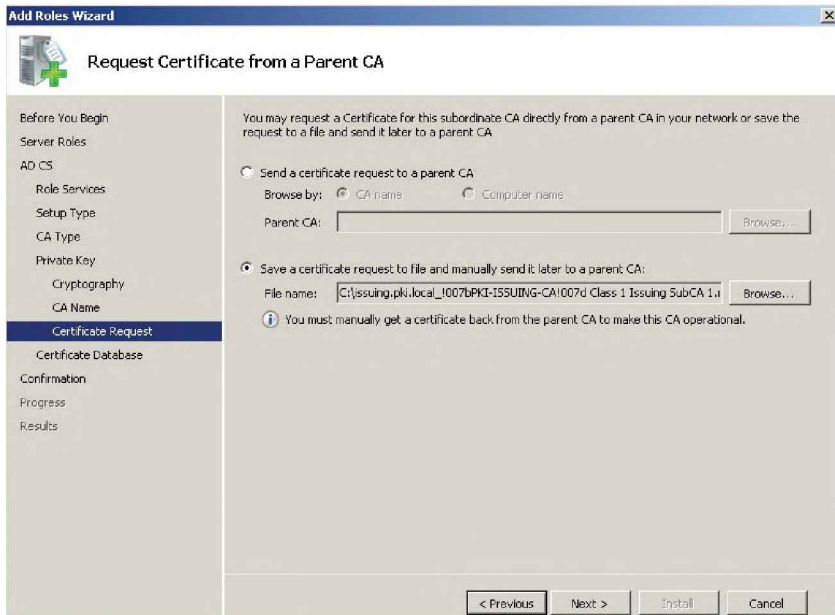 Add Roles Wizard
Request Certificate from a Parent CA
Before You Begin
Server Roles
AD CS
Role Services
Setup Type
CA Type
Private Key
Cryptography
CA Name
Certificate Request
Certificate Database
Confirmation
Progress
Results
You may request a Certificate for this subordinate CA directly from a parent CA in your network or save the
request to a file and send it later to a parent CA
Send a certificate request to a parent CA
Browse by: CA name Computer name
Parent CA: Browse...
Save a certificate request to file and manually send it later to a parent CA:
File name: C:\issuing.pki.local_!007bPKI-ISSUING-CA!007d Class 1 Issuing SubCA 1.r Browse...
You must manually get a certificate back from the parent CA to make this CA operational.
< Previous Next > Install Cancel